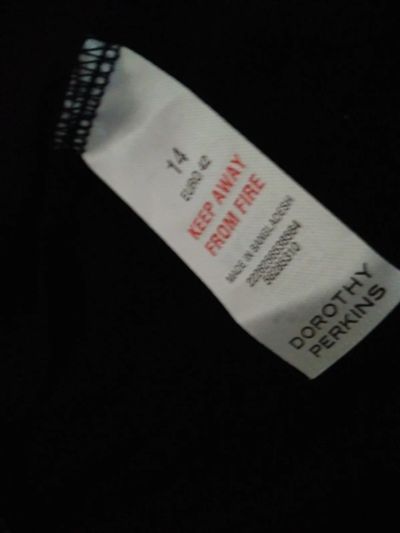 14
EURO 42
KEEP AWAY
FROM FIRE
MADE IN BANGLADESH
DOROTHY
PERKINS